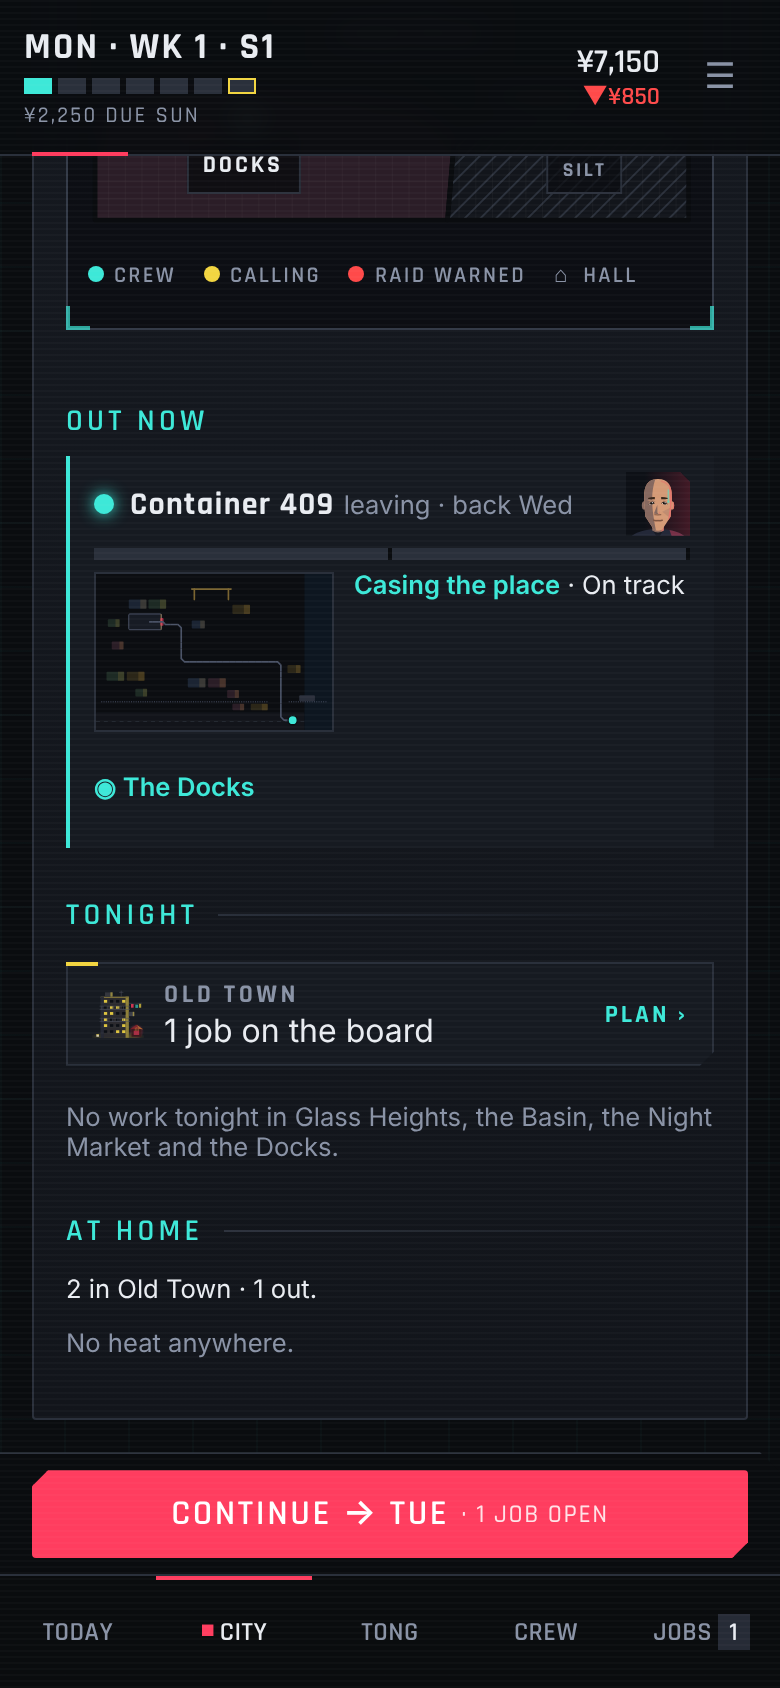 MON · WK 1 · S1
¥2,250 DUE SUN
¥7,150
▼¥850
DOCKS
SILT
CREW
CALLING
RAID WARNED
⌂ HALL
OUT NOW
Container 409 leaving · back Wed
Casing the place · On track
◉ The Docks
TONIGHT
OLD TOWN
1 job on the board
PLAN ›
No work tonight in Glass Heights, the Basin, the Night
Market and the Docks.
AT HOME
2 in Old Town · 1 out.
No heat anywhere.
CONTINUE → TUE · 1 JOB OPEN
TODAY
CITY
TONG
CREW
JOBS 1